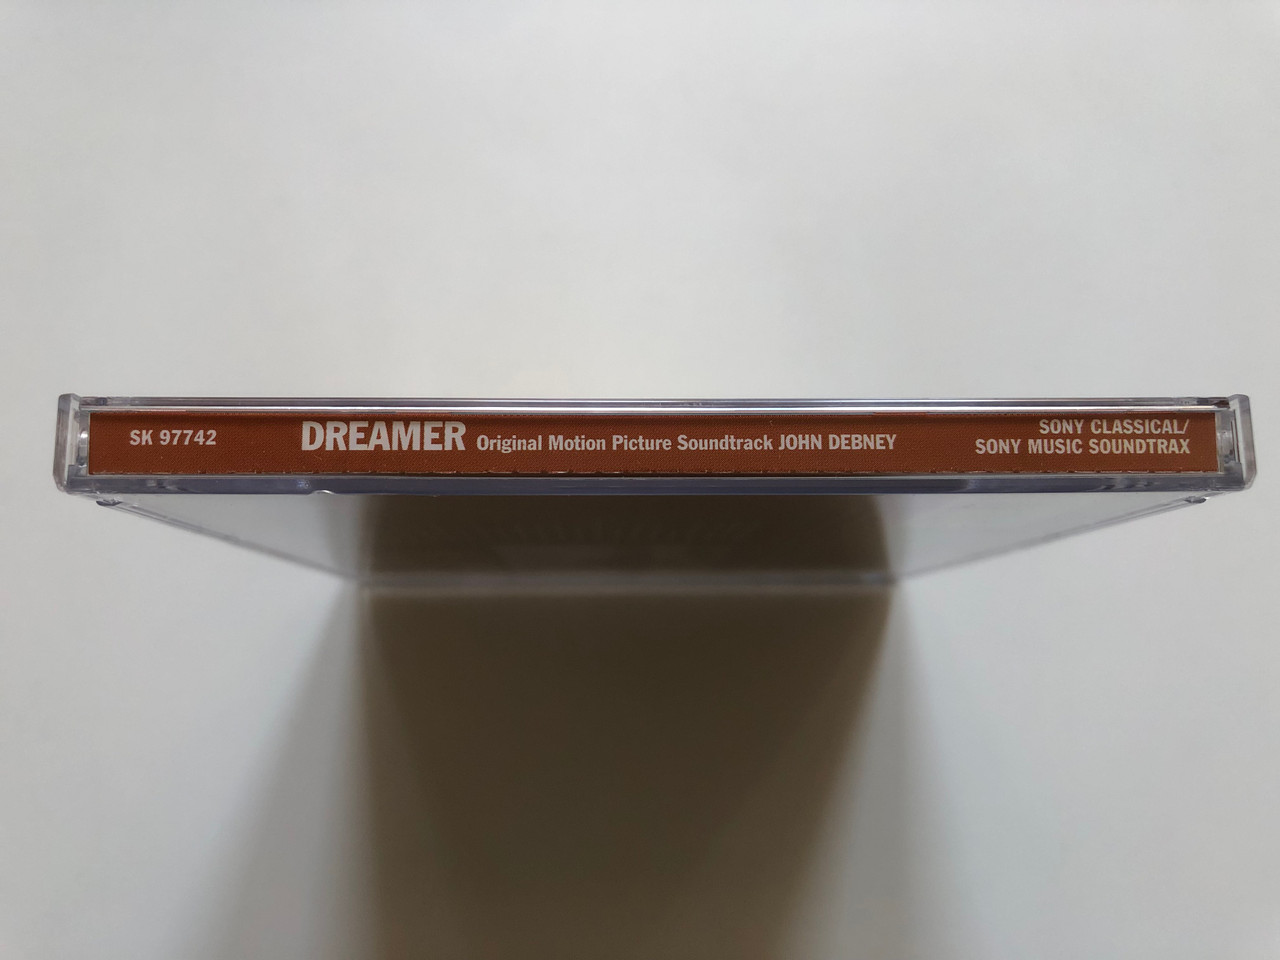 SK 97742
DREAMER Original Motion Picture Soundtrack JOHN DEBNEY
SONY CLASSICAL/
SONY MUSIC SOUNDTRAX